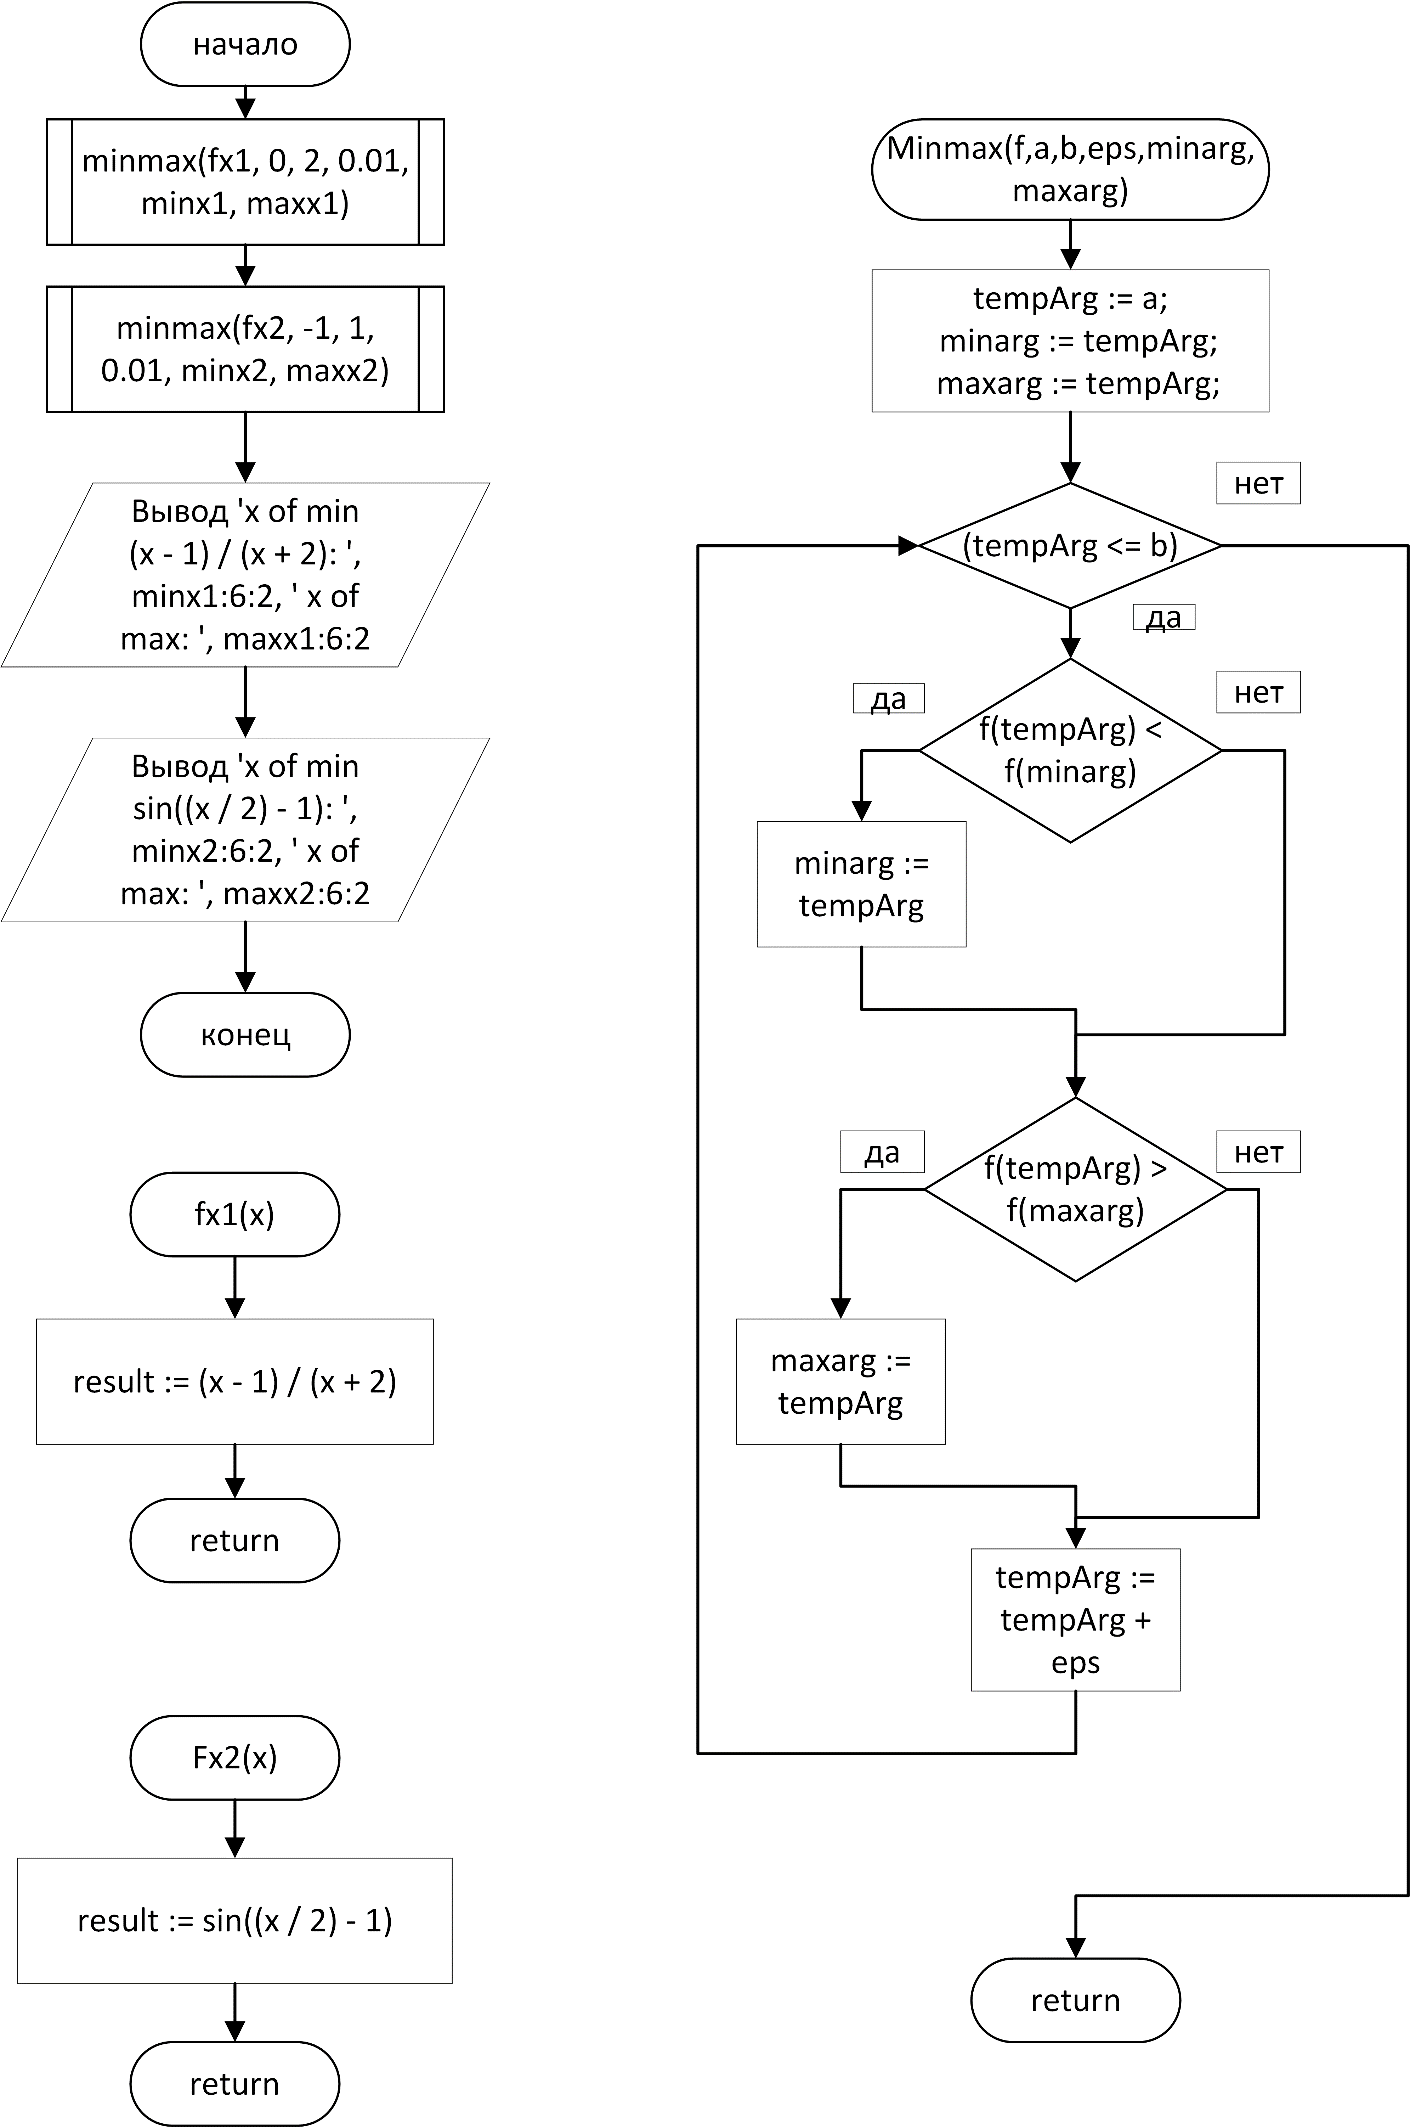 начало
minmax(fx1, 0, 2, 0.01,
minx1, maxx1)
minmax(fx2, -1, 1,
0.01, minx2, maxx2)
Вывод 'x of min
(x - 1) / (x + 2): ',
minx1:6:2, ' x of
max: ', maxx1:6:2
Вывод 'x of min
sin((x / 2) - 1): ',
minx2:6:2, ' x of
max: ', maxx2:6:2
конец
fx1(x)
result := (x - 1) / (x + 2)
return
Fx2(x)
result := sin((x / 2) - 1)
return
Minmax(f,a,b,eps,minarg,
maxarg)
tempArg := a;
minarg := tempArg;
maxarg := tempArg;
нет
(tempArg <= b)
да
да
нет
f(tempArg) <
f(minarg)
minarg :=
tempArg
да
нет
f(tempArg) >
f(maxarg)
maxarg :=
tempArg
tempArg :=
tempArg +
eps
return